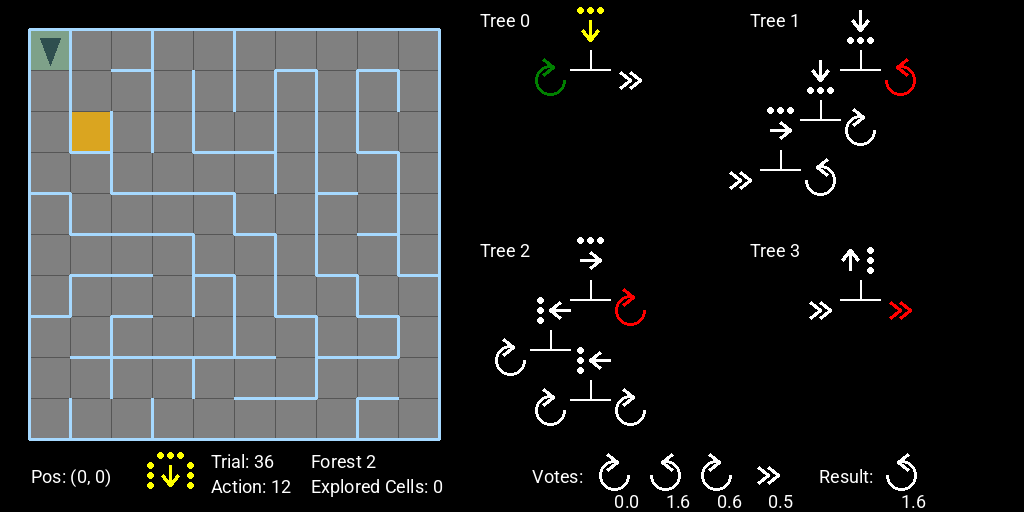 Tree 0
Tree 1
Tree 2
Tree 3
Pos: (0, 0)
Trial: 36
Forest 2
Action: 12
Explored Cells: 0
Votes:
0.0
1.6
0.6
0.5
Result:
1.6